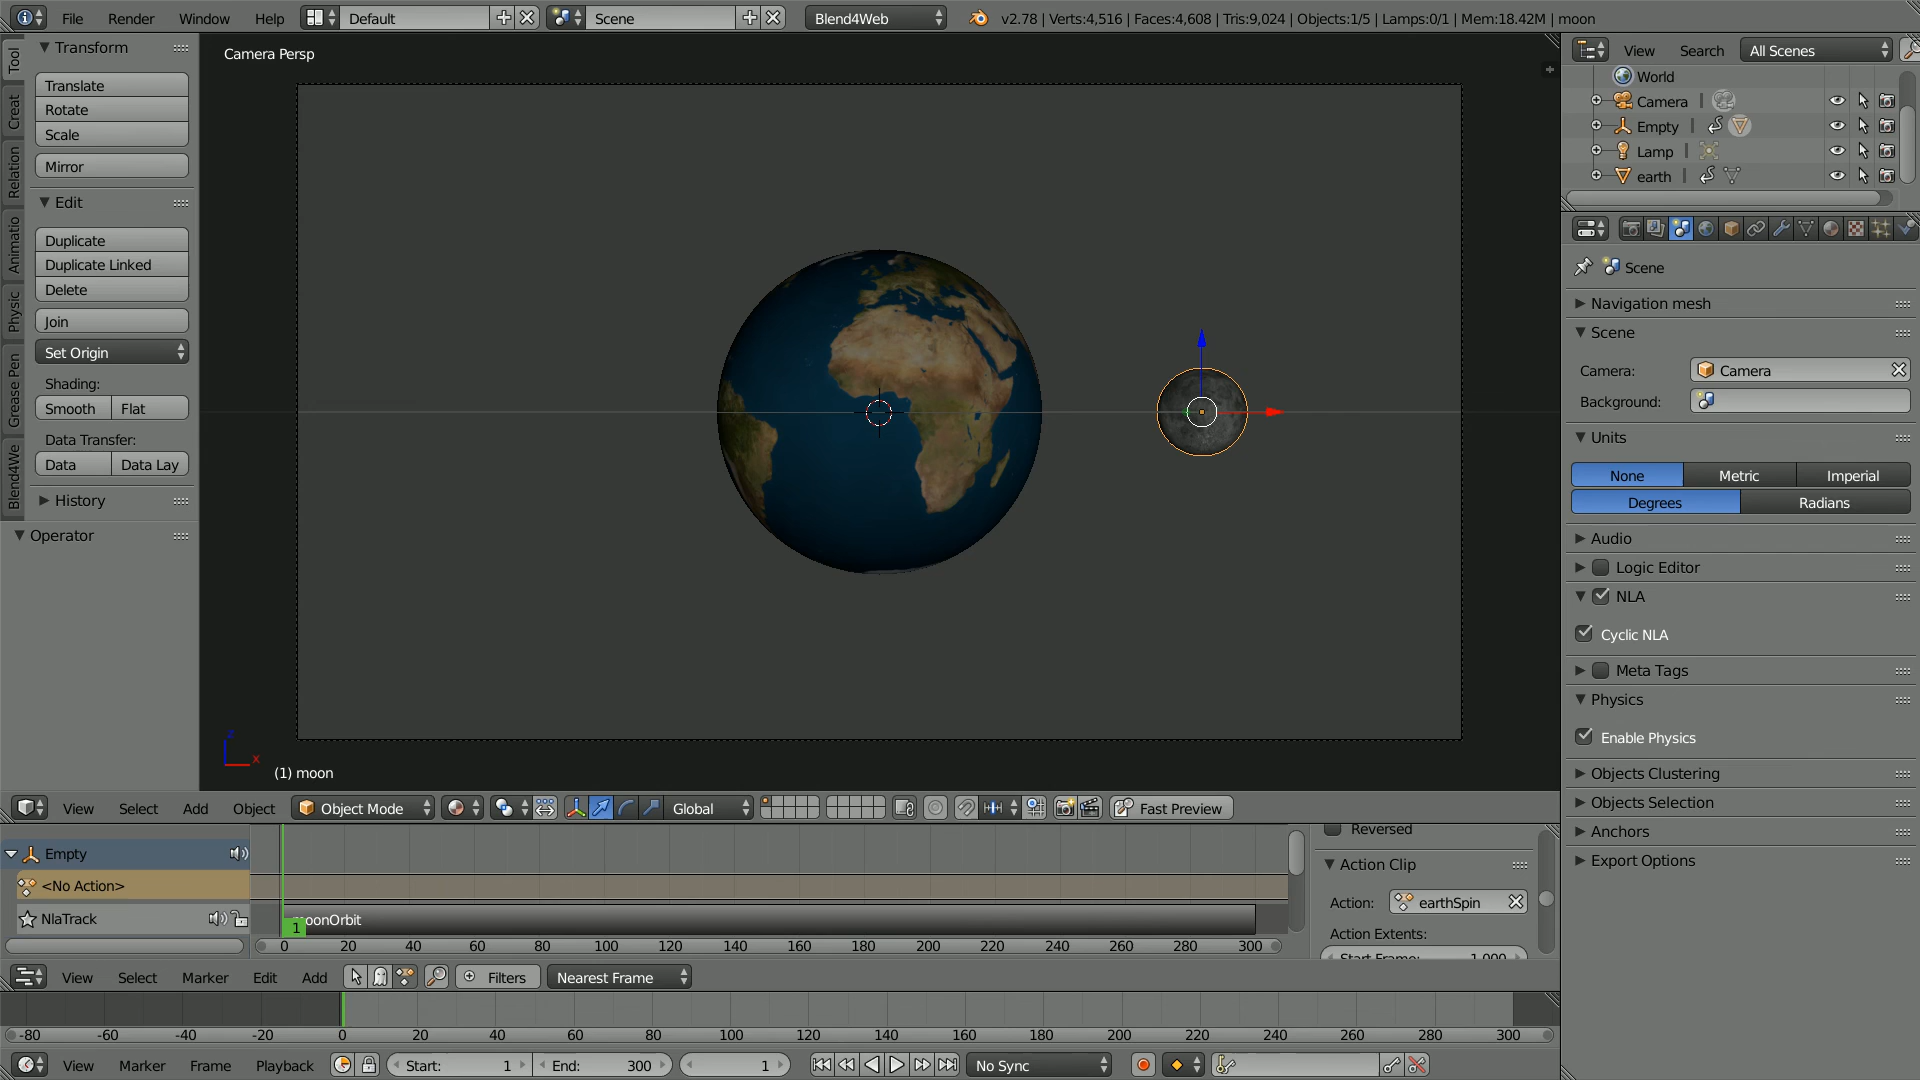 File Render Window Help Default Scene Blend4Web v2.78 | Verts:4,516 | Faces:4,608 | Tris:9,024 | Objects:1/5 | Lamps:0/1 | Mem:18.42M | moon
Tool
Creat
Relation
Animatio
Physic
Grease Pen
Blend4We
Transform
Translate
Rotate
Scale
Mirror
Edit
Duplicate
Duplicate Linked
Delete
Join
Set Origin
Shading:
Smooth Flat
Data Transfer:
Data Data Lay
History
Operator
Camera Persp
z
x
(1) moon
View Search All Scenes
World
Camera
Empty
Lamp
earth
Scene
Navigation mesh
Scene
Camera: Camera
Background:
Units
None Metric Imperial
Degrees Radians
Audio
Logic Editor
NLA
Cyclic NLA
Meta Tags
Physics
Enable Physics
Objects Clustering
Objects Selection
Anchors
Export Options
View Select Add Object Object Mode Global Fast Preview
Empty
<No Action>
NlaTrack
moonOrbit
1
0 20 40 60 80 100 120 140 160 180 200 220 240 260 280 300
Reversed
Action Clip
Action: earthSpin
Action Extents:
Start Frame: 1.000
View Select Marker Edit Add Filters Nearest Frame
-80 -60 -40 -20 0 20 40 60 80 100 120 140 160 180 200 220 240 260 280 300
View Marker Frame Playback Start: 1 End: 300 1 No Sync